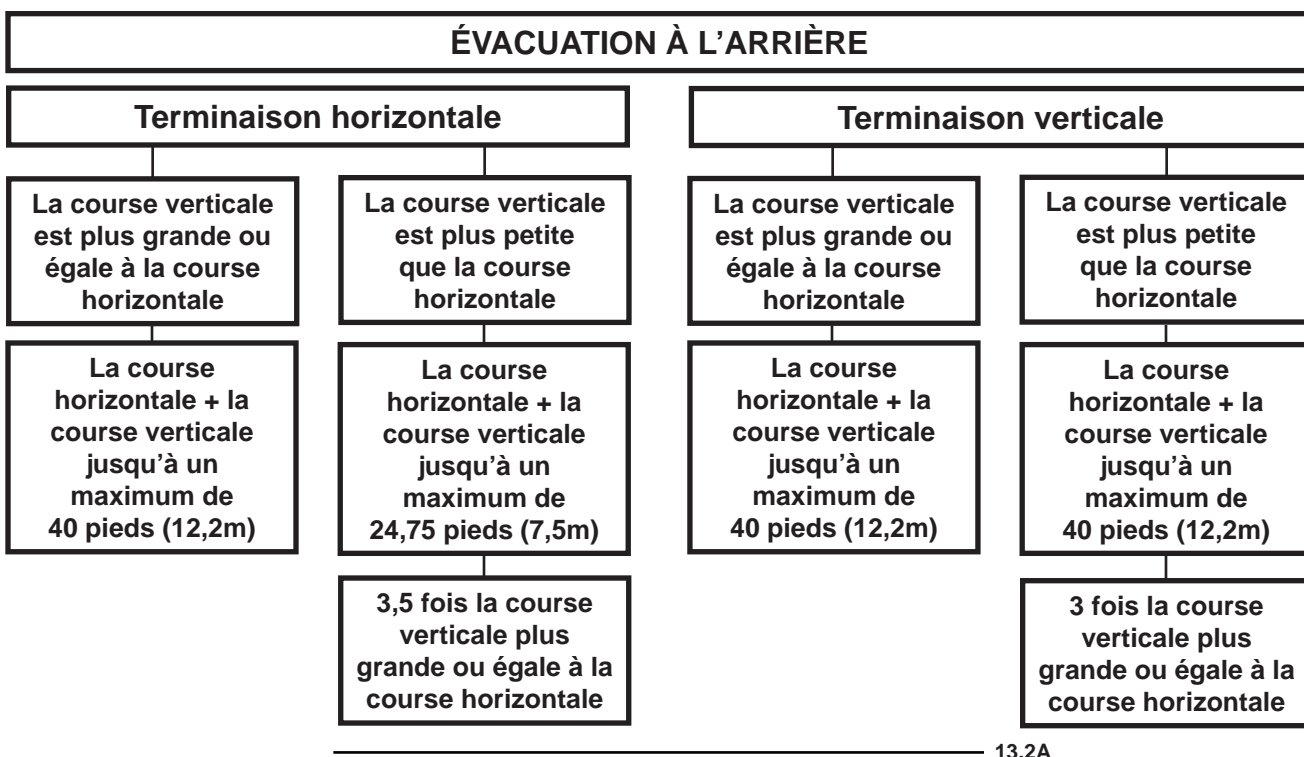 ÉVACUATION À L'ARRIÈRE
Terminaison horizontale
La course verticale
est plus grande ou
égale à la course
horizontale
La course
horizontale + la
course verticale
jusqu'à un
maximum de
40 pieds (12,2m)
La course verticale
est plus petite
que la course
horizontale
La course
horizontale + la
course verticale
jusqu'à un
maximum de
24,75 pieds (7,5m)
3,5 fois la course
verticale plus
grande ou égale à la
course horizontale
Terminaison verticale
La course verticale
est plus grande ou
égale à la course
horizontale
La course
horizontale + la
course verticale
jusqu'à un
maximum de
40 pieds (12,2m)
La course verticale
est plus petite
que la course
horizontale
La course
horizontale + la
course verticale
jusqu'à un
maximum de
40 pieds (12,2m)
3 fois la course
verticale plus
grande ou égale à la
course horizontale
13.2A